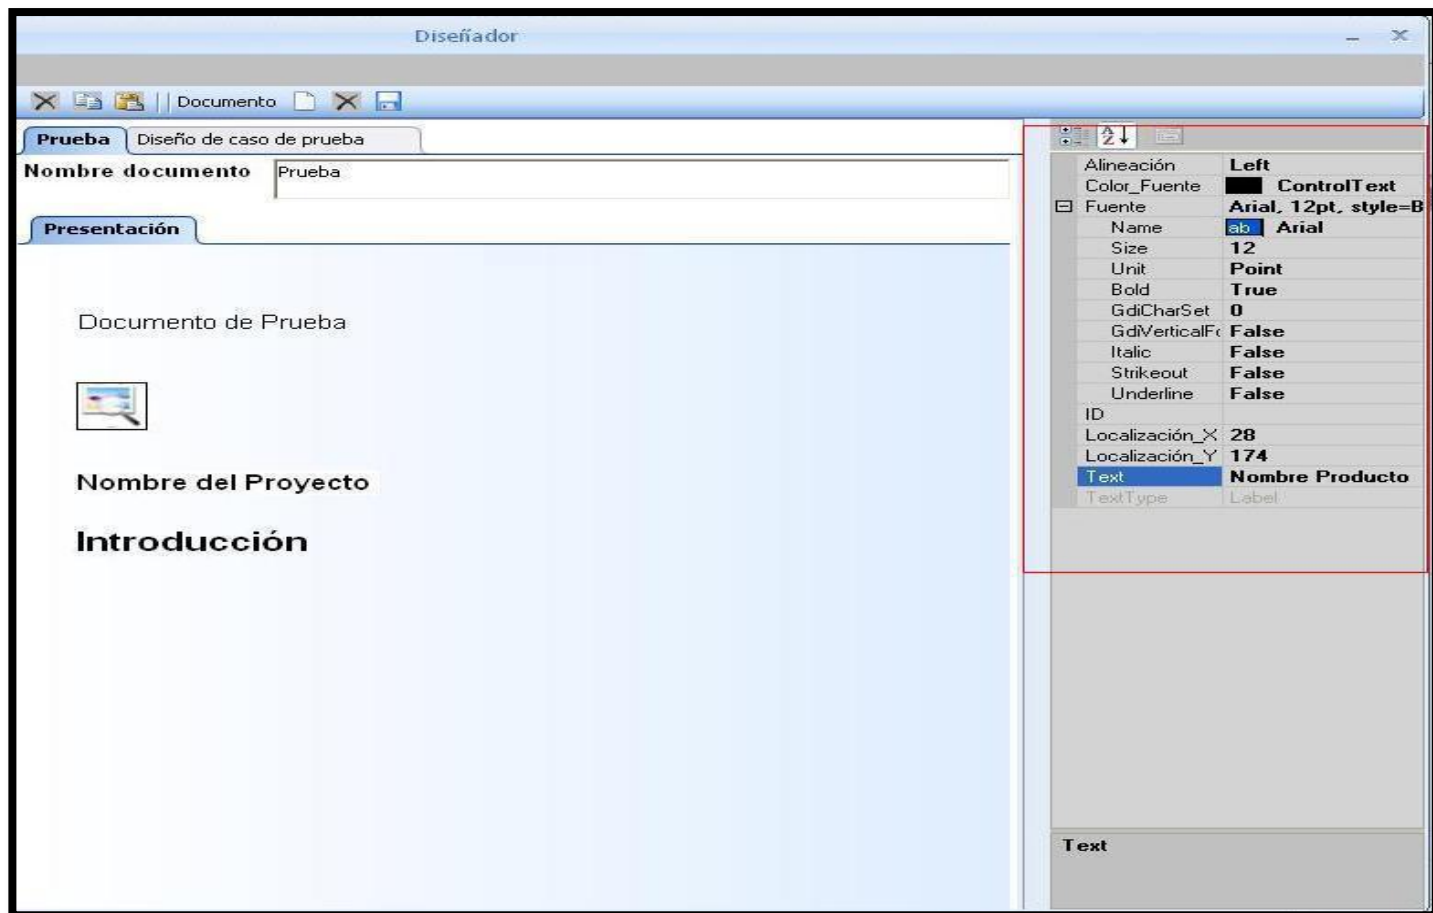 Diseñador
Documento
Prueba Diseño de caso de prueba
Nombre documento Prueba
Presentación
Documento de Prueba
Nombre del Proyecto
Introducción
Alineación Left
Color_Fuente ControlText
Fuente Arial, 12pt, style=B
Name ab Arial
Size 12
Unit Point
Bold True
GdiCharSet 0
GdiVerticalFo False
Italic False
Strikeout False
Underline False
ID
Localización_X 28
Localización_Y 174
Text Nombre Producto
TextType Label
Text